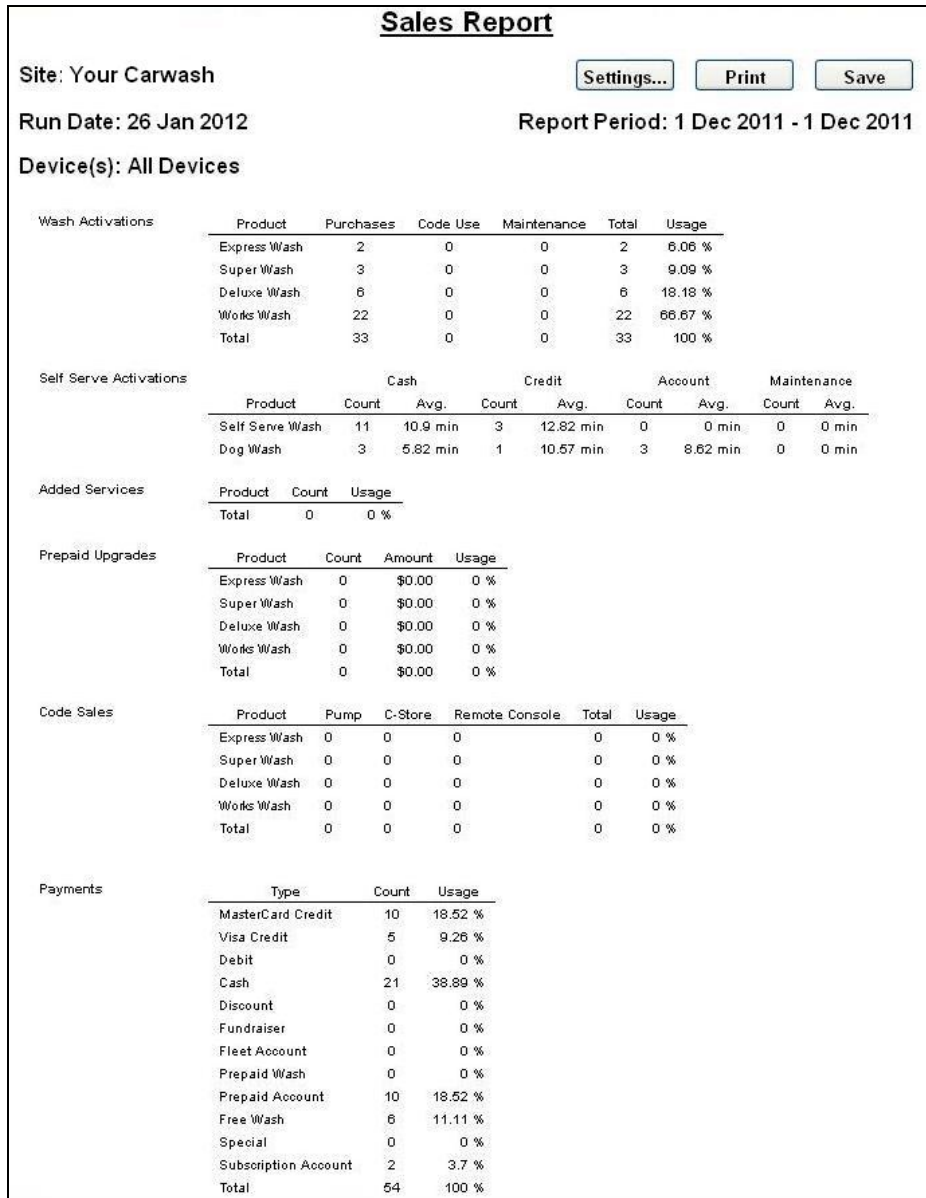 Sales Report
Site: Your Carwash
Settings... Print Save
Run Date: 26 Jan 2012 Report Period: 1 Dec 2011 - 1 Dec 2011
Device(s): All Devices
Wash Activations Product Purchases Code Use Maintenance Total Usage
Express Wash 2 0 0 2 6.06 %
Super Wash 3 0 0 3 9.09 %
Deluxe Wash 6 0 0 6 18.18 %
Works Wash 22 0 0 22 66.67 %
Total 33 0 0 33 100 %
Self Serve Activations Cash Credit Account Maintenance
Product Count Avg. Count Avg. Count Avg. Count Avg.
Self Serve Wash 11 10.9 min 3 12.82 min 0 0 min 0 0 min
Dog Wash 3 5.82 min 1 10.57 min 3 8.62 min 0 0 min
Added Services Product Count Usage
Total 0 0 %
Prepaid Upgrades Product Count Amount Usage
Express Wash 0 $0.00 0 %
Super Wash 0 $0.00 0 %
Deluxe Wash 0 $0.00 0 %
Works Wash 0 $0.00 0 %
Total 0 $0.00 0 %
Code Sales Product Pump C-Store Remote Console Total Usage
Express Wash 0 0 0 0 0 %
Super Wash 0 0 0 0 0 %
Deluxe Wash 0 0 0 0 0 %
Works Wash 0 0 0 0 0 %
Total 0 0 0 0 0 %
Payments Type Count Usage
MasterCard Credit 10 18.52 %
Visa Credit 5 9.26 %
Debit 0 0 %
Cash 21 38.89 %
Discount 0 0 %
Fundraiser 0 0 %
Fleet Account 0 0 %
Prepaid Wash 0 0 %
Prepaid Account 10 18.52 %
Free Wash 6 11.11 %
Special 0 0 %
Subscription Account 2 3.7 %
Total 54 100 %